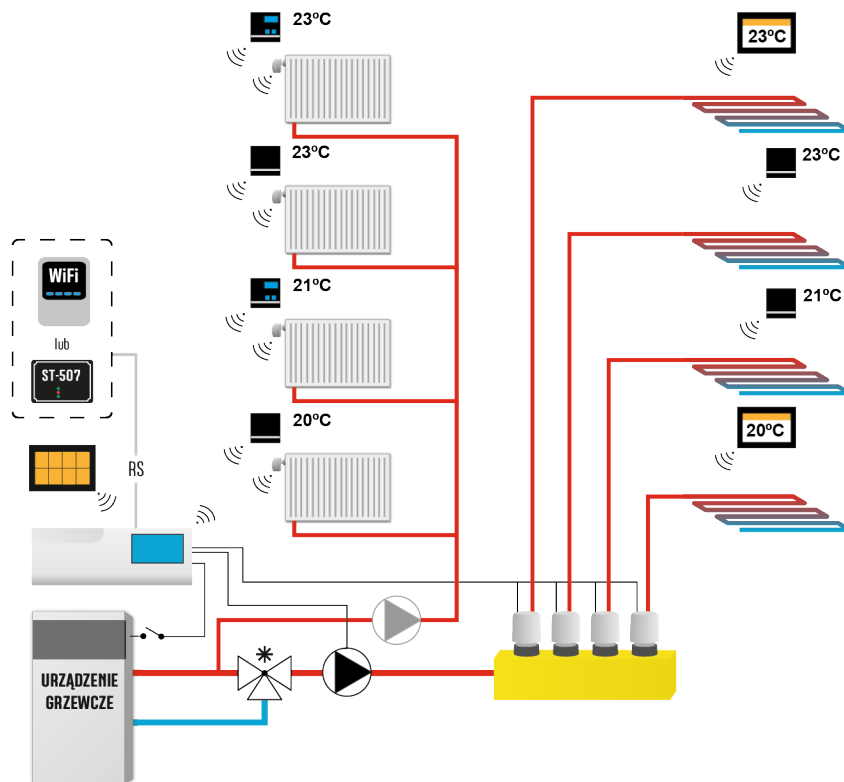 23ºC
23ºC
23ºC
23ºC
WiFi
lub
ST-507
21ºC
21ºC
20ºC
20ºC
RS
URZĄDZENIE
GRZEWCZE